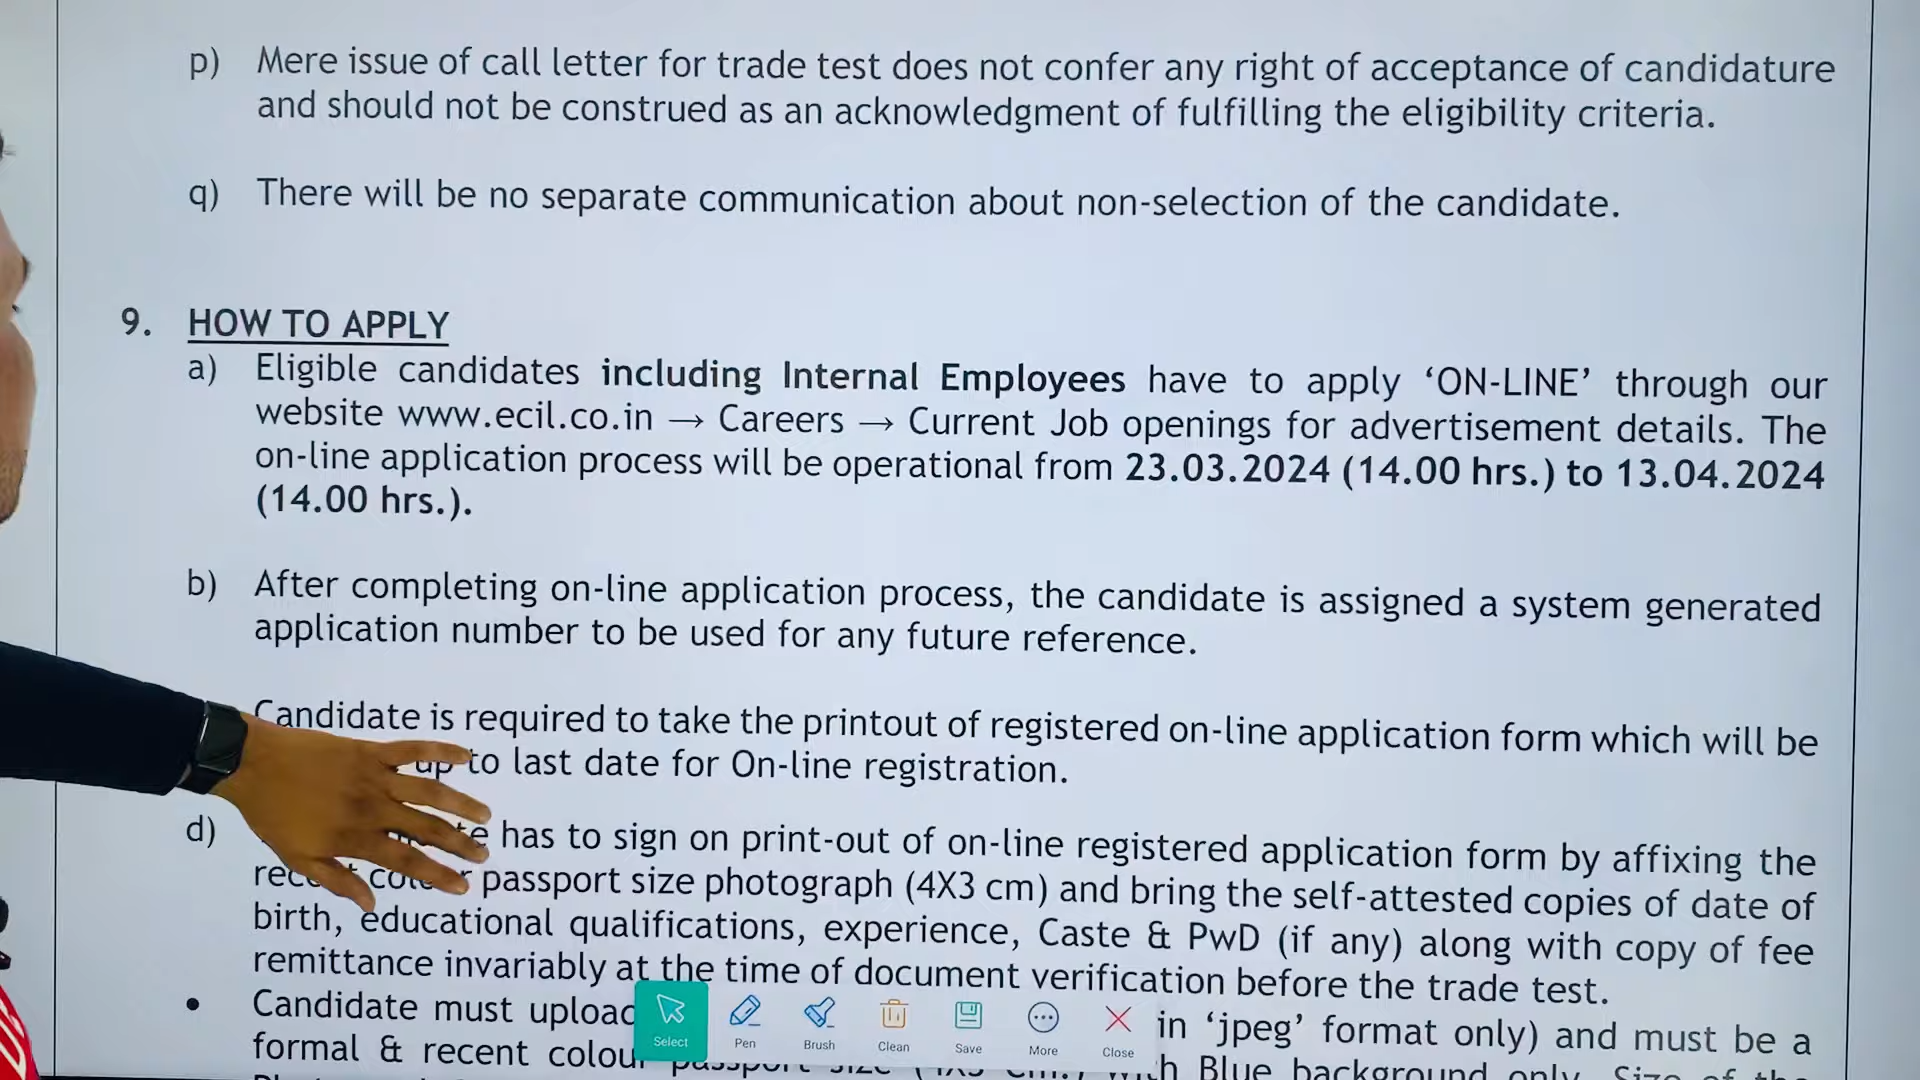 p) Mere issue of call letter for trade test does not confer any right of acceptance of candidature
and should not be construed as an acknowledgment of fulfilling the eligibility criteria.
q) There will be no separate communication about non-selection of the candidate.
9. HOW TO APPLY
a) Eligible candidates including Internal Employees have to apply ‘ON-LINE’ through our
website www.ecil.co.in → Careers → Current Job openings for advertisement details. The
on-line application process will be operational from 23.03.2024 (14.00 hrs.) to 13.04.2024
(14.00 hrs.).
b) After completing on-line application process, the candidate is assigned a system generated
application number to be used for any future reference.
Candidate is required to take the printout of registered on-line application form which will be
up to last date for On-line registration.
d) has to sign on print-out of on-line registered application form by affixing the
passport size photograph (4X3 cm) and bring the self-attested copies of date of
birth, educational qualifications, experience, Caste & PwD (if any) along with copy of fee
remittance invariably at the time of document verification before the trade test.
• Candidate must upload in ‘jpeg’ format only) and must be a
formal & recent colour passport size Blue background only. Size of the
Select
Pen
Brush
Clean
Save
More
Close